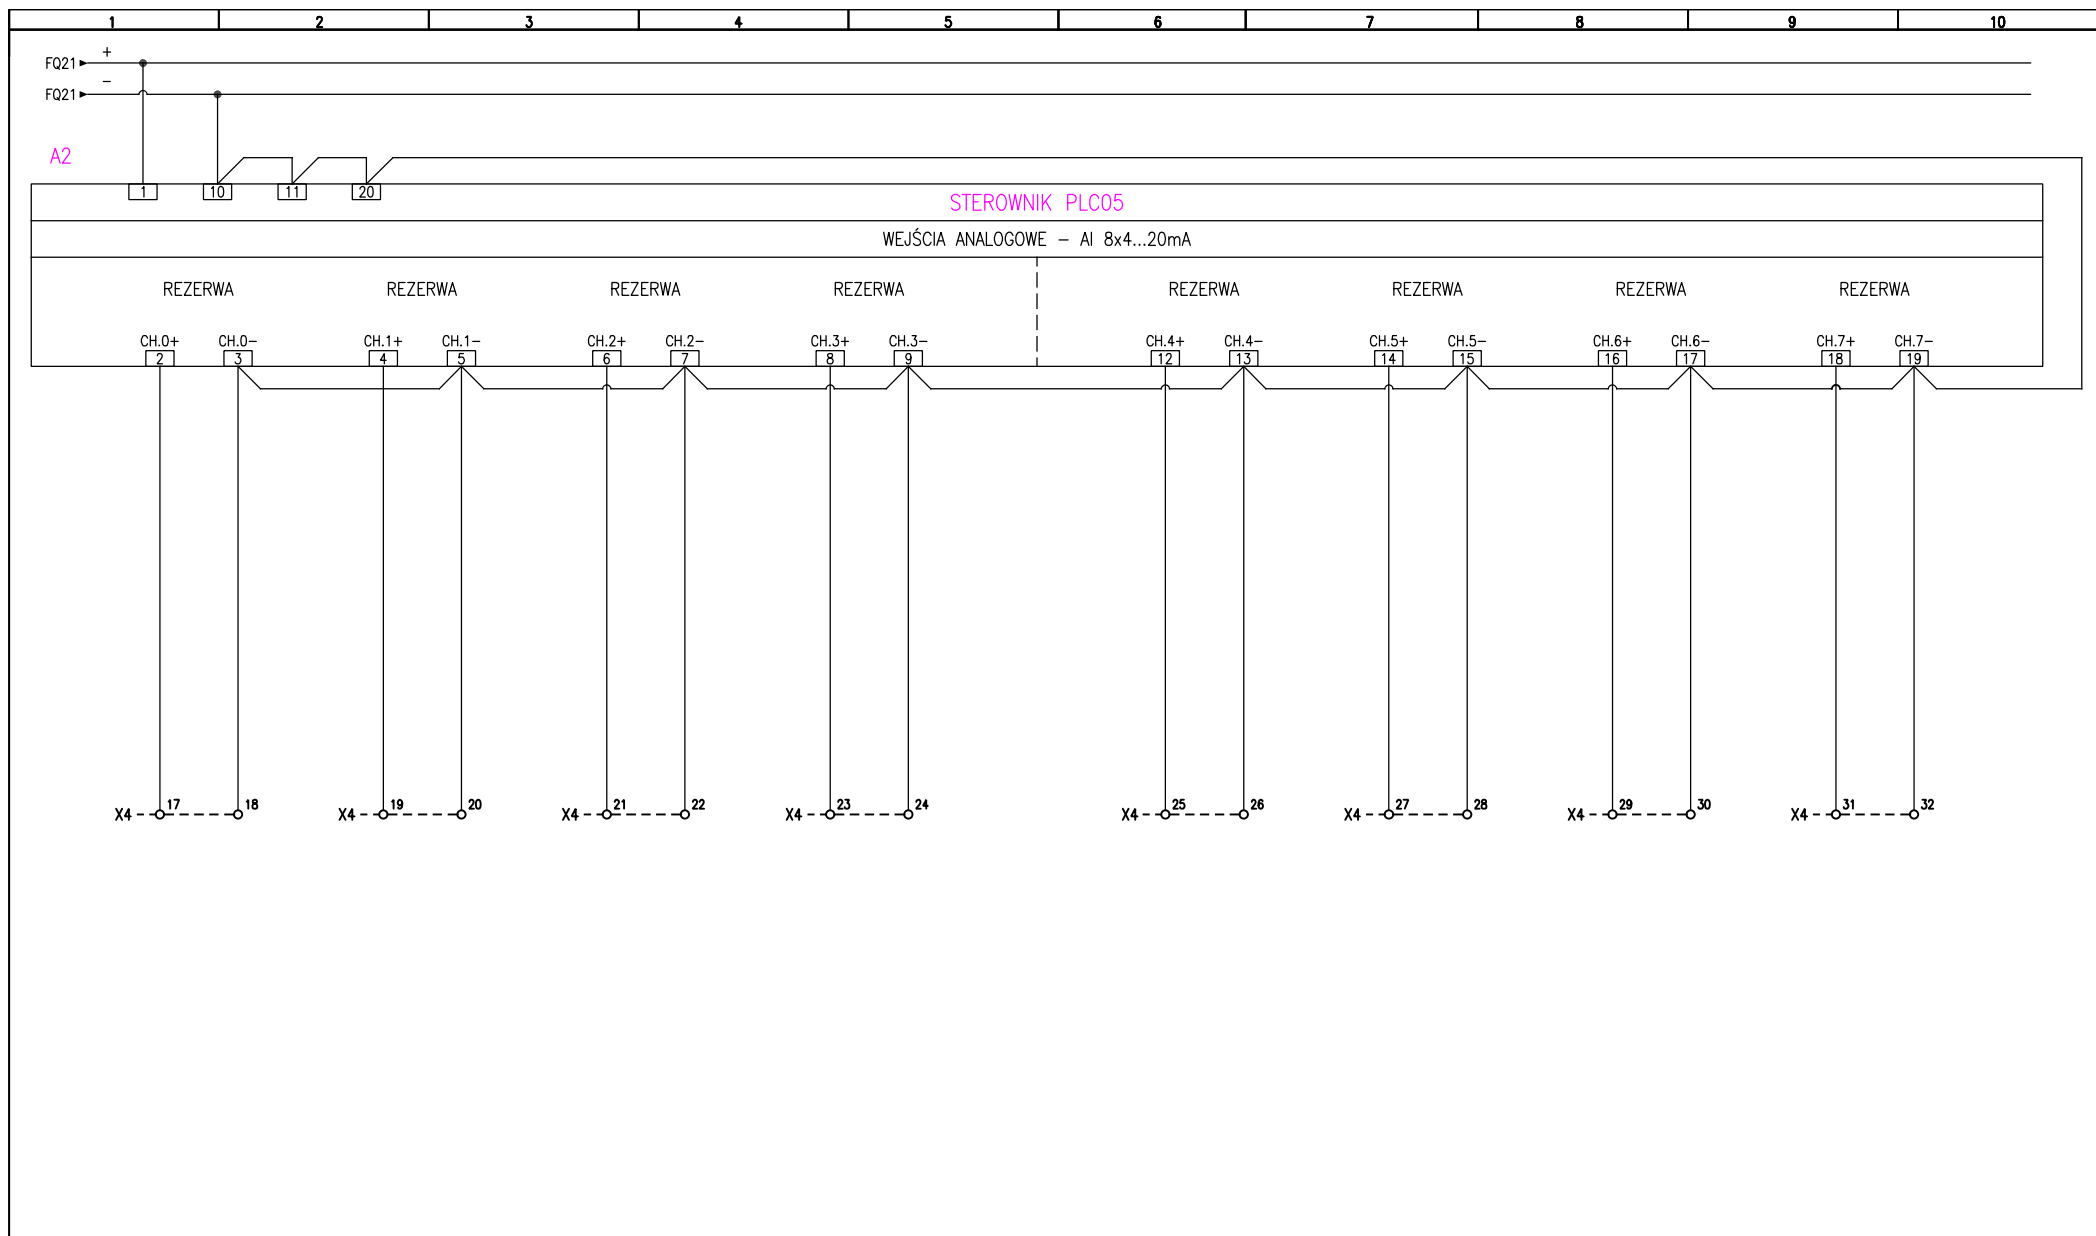 1 2 3 4 5 6 7 8 9 10
+
FQ21
-
FQ21
A2
1 10 11 20
STEROWNIK PLC05
WEJŚCIA ANALOGOWE - AI 8x4...20mA
REZERWA REZERWA REZERWA REZERWA REZERWA REZERWA REZERWA REZERWA
CH.0+ CH.0- CH.1+ CH.1- CH.2+ CH.2- CH.3+ CH.3- CH.4+ CH.4- CH.5+ CH.5- CH.6+ CH.6- CH.7+ CH.7-
2 3 4 5 6 7 8 9 12 13 14 15 16 17 18 19
X4 17 18 X4 19 20 X4 21 22 X4 23 24 X4 25 26 X4 27 28 X4 29 30 X4 31 32